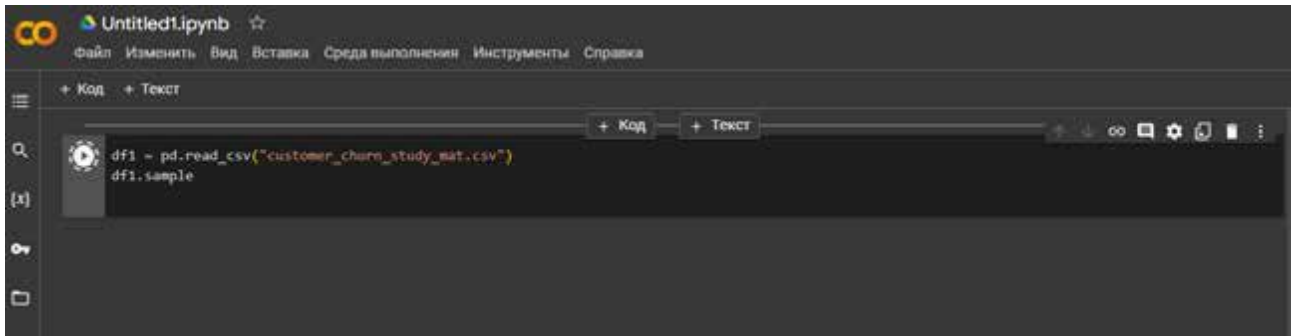 Untitled1.ipynb
Файл Изменить Вид Вставка Среда выполнения Инструменты Справка
+ Код + Текст
+ Код + Текст
df1 = pd.read_csv("customer_churn_study_mat.csv")
df1.sample
{x}